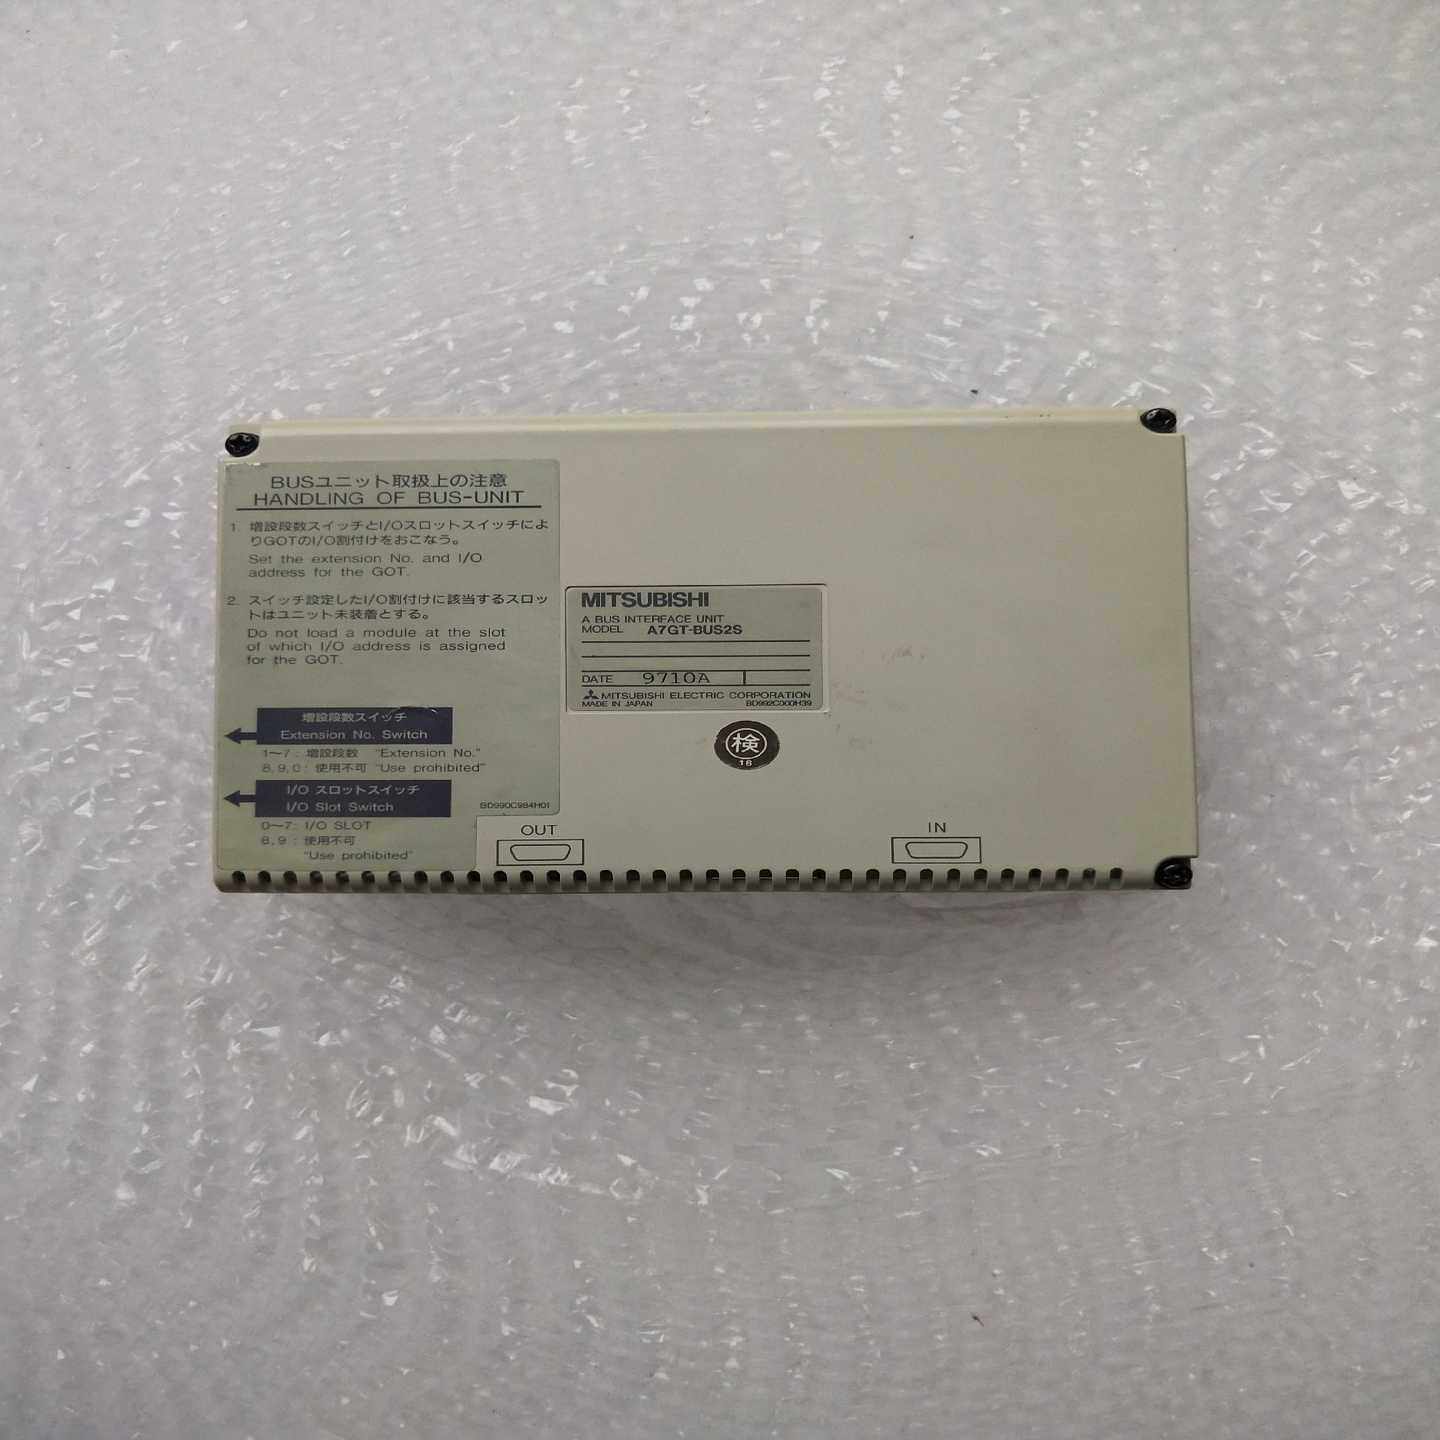 BUSユニット取扱上の注意
HANDLING OF BUS-UNIT
1. 増設段数スイッチとI/Oスロットスイッチによ
りGOTのI/O割付けをおこなう。
Set the extension No. and I/O
address for the GOT.
2. スイッチ設定したI/O割付けに該当するスロッ
トはユニット未装着とする。
Do not load a module at the slot
of which I/O address is assigned
for the GOT.
増設段数スイッチ
Extension No. Switch
1～7: 増設段数 "Extension No."
8,9,0: 使用不可 "Use prohibited"
I/O スロットスイッチ
I/O Slot Switch
0～7: I/O SLOT
8,9: 使用不可
"Use prohibited"
BD990C984H01
MITSUBISHI
A BUS INTERFACE UNIT
MODEL A7GT-BUS2S
DATE 9710A
MITSUBISHI ELECTRIC CORPORATION
MADE IN JAPAN BD992C300H39
検
18
OUT
IN